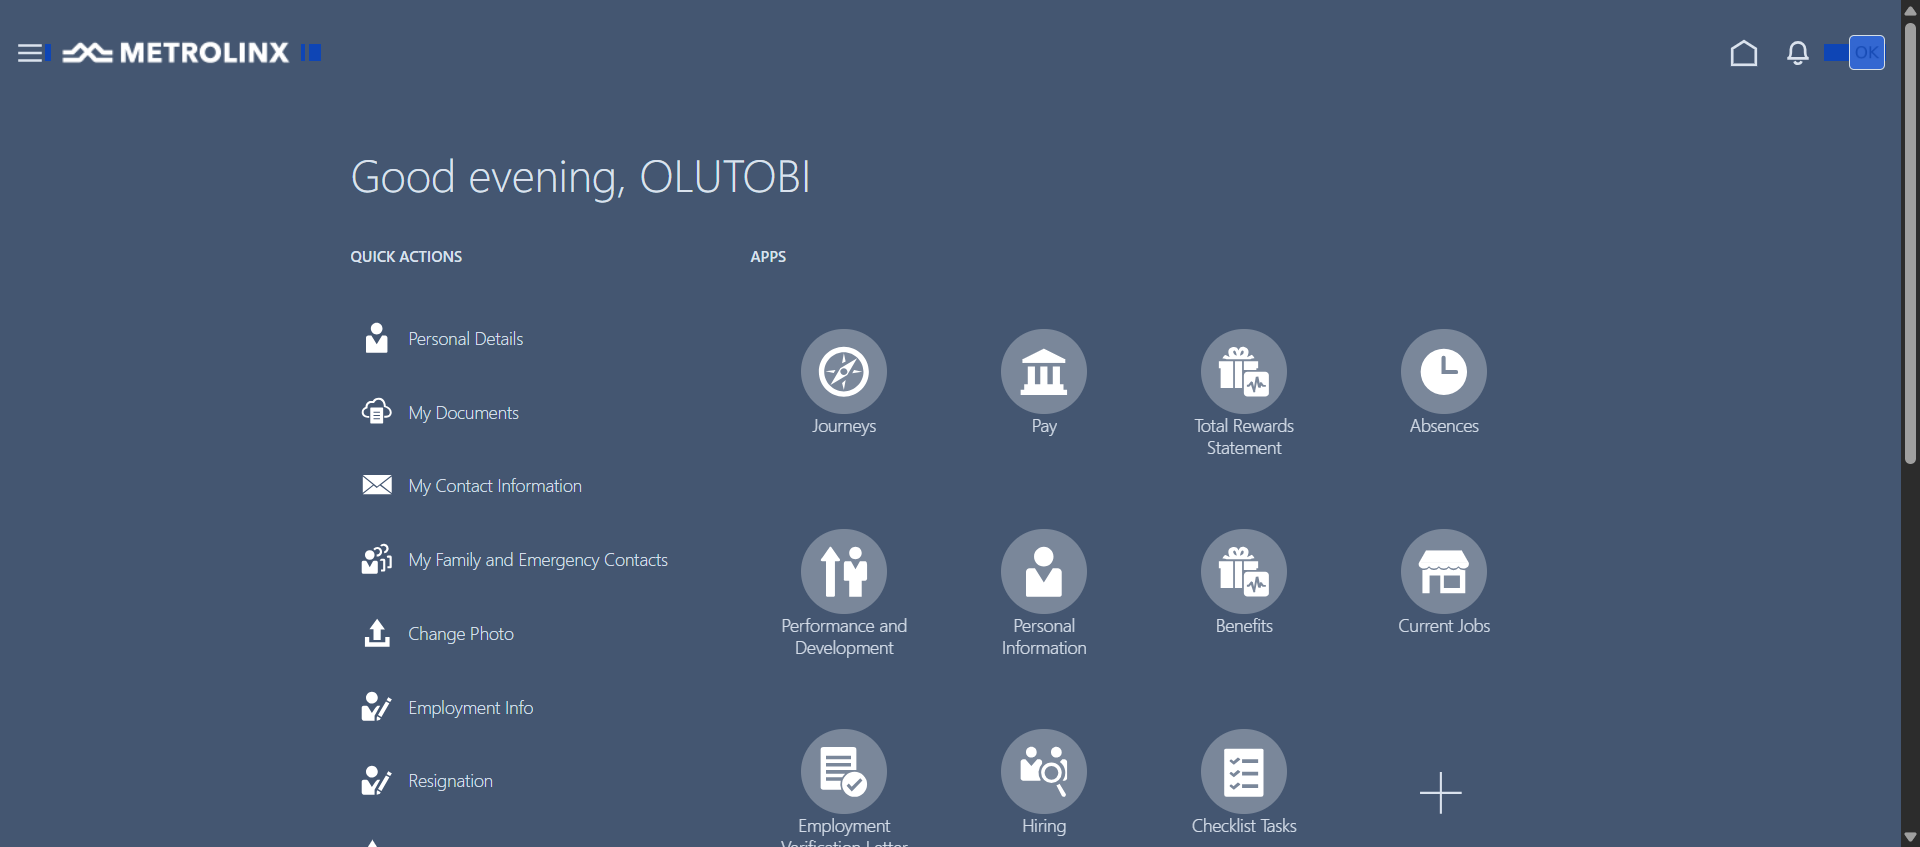 METROLINX
OK
Good evening, OLUTOBI
QUICK ACTIONS
APPS
Personal Details
My Documents
My Contact Information
My Family and Emergency Contacts
Change Photo
Employment Info
Resignation
Journeys
Pay
Total Rewards
Statement
Absences
Performance and
Development
Personal
Information
Benefits
Current Jobs
Employment
Verification Letter
Hiring
Checklist Tasks